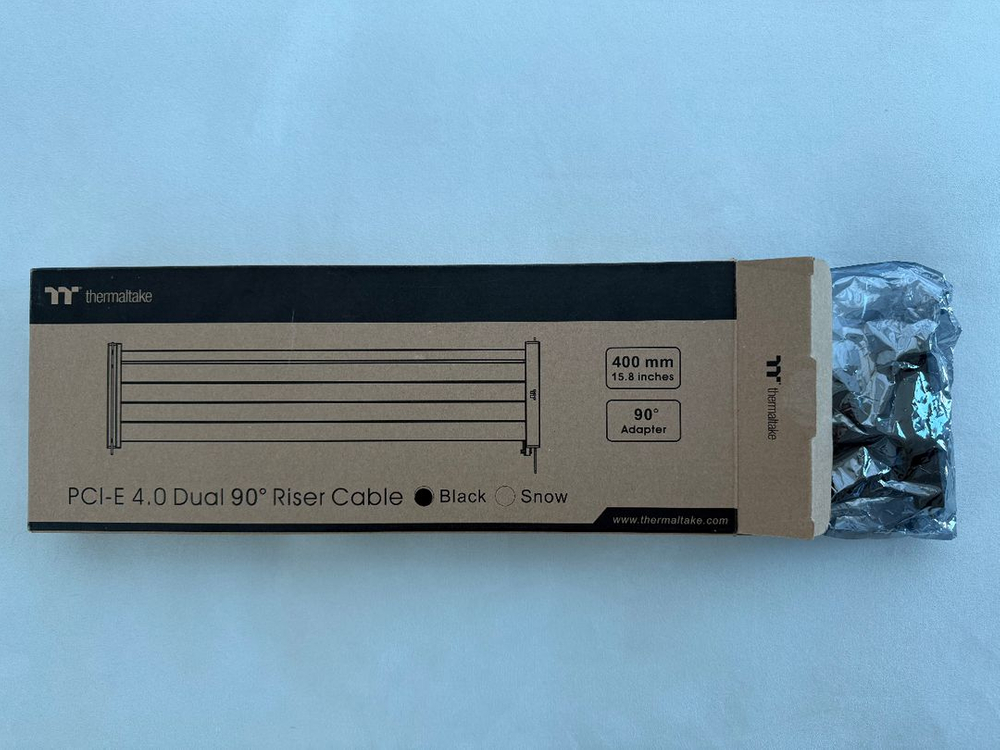 thermaltake
400 mm
15.8 inches
90°
Adapter
thermaltake
PCI-E 4.0 Dual 90° Riser Cable Black Snow
www.thermaltake.com